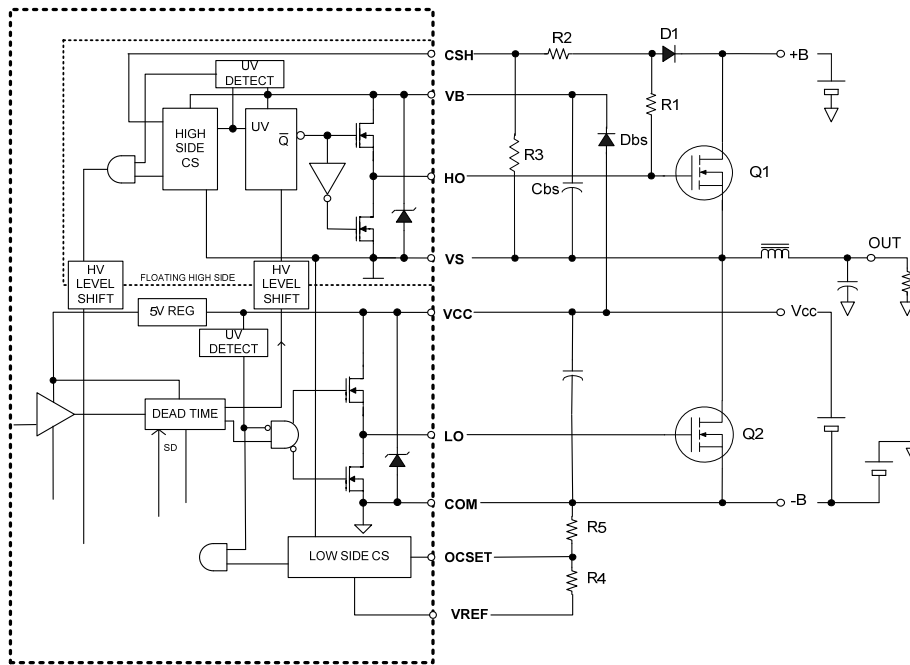 D1
R2
CSH
+B
UV
DETECT
VB
R1
HIGH
SIDE
CS
UV
Q
Dbs
R3
Q1
HO
Cbs
OUT
VS
HV
LEVEL
SHIFT
FLOATING HIGH SIDE
HV
LEVEL
SHIFT
5V REG
VCC
Vcc
UV
DETECT
DEAD TIME
SD
LO
Q2
COM
-B
R5
LOW SIDE CS
OCSET
R4
VREF